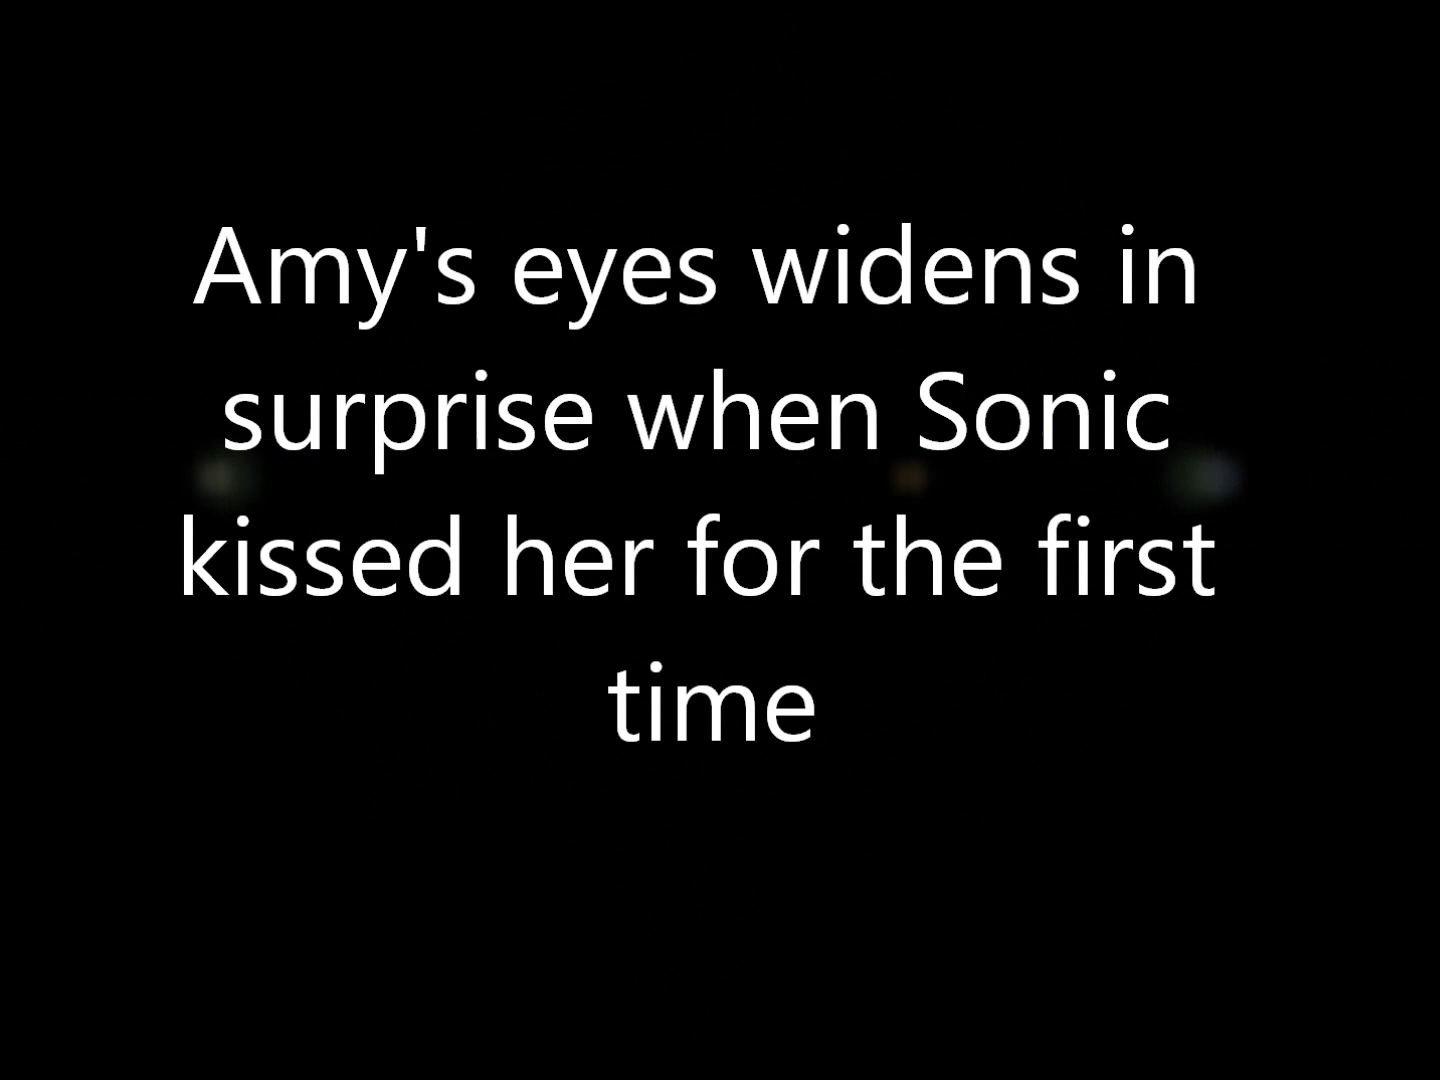 Amy's eyes widens in
surprise when Sonic
kissed her for the first
time